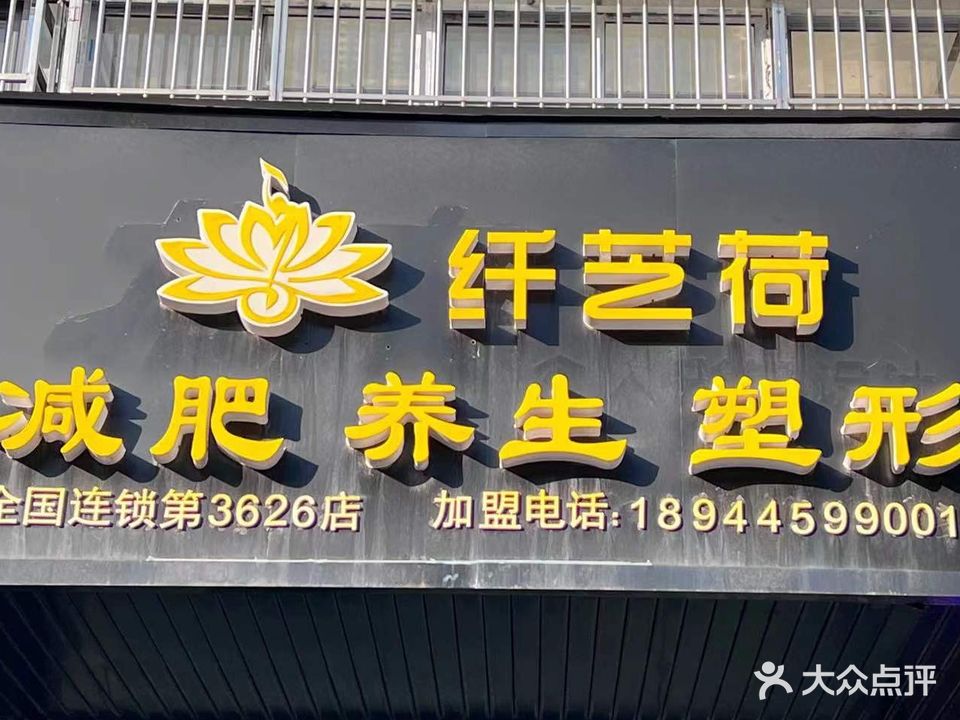 纤芝荷
减肥 养生 塑形
全国连锁第3626店 加盟电话:18944599001
大众点评